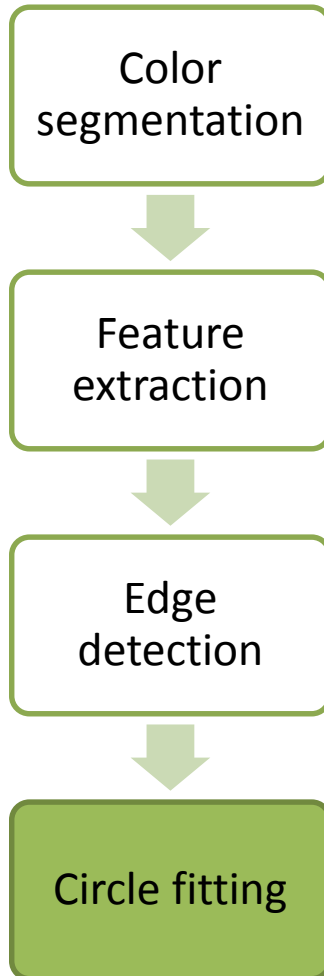 Color
segmentation
Feature
extraction
Edge
detection
Circle fitting